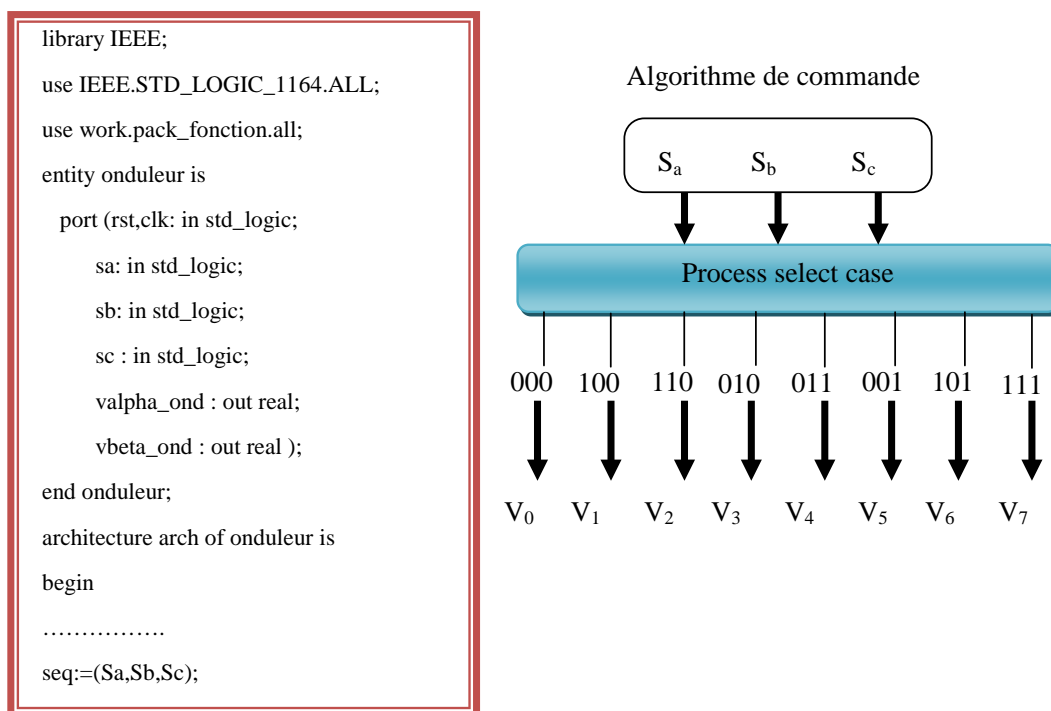 library IEEE;
use IEEE.STD_LOGIC_1164.ALL;
use work.pack_fonction.all;
entity onduleur is
port (rst,clk: in std_logic;
sa: in std_logic;
sb: in std_logic;
sc : in std_logic;
valpha_ond : out real;
vbeta_ond : out real );
end onduleur;
architecture arch of onduleur is
begin
…………….
seq:=(Sa,Sb,Sc);
Algorithme de commande
Sa Sb Sc
Process select case
000 100 110 010 011 001 101 111
V0 V1 V2 V3 V4 V5 V6 V7